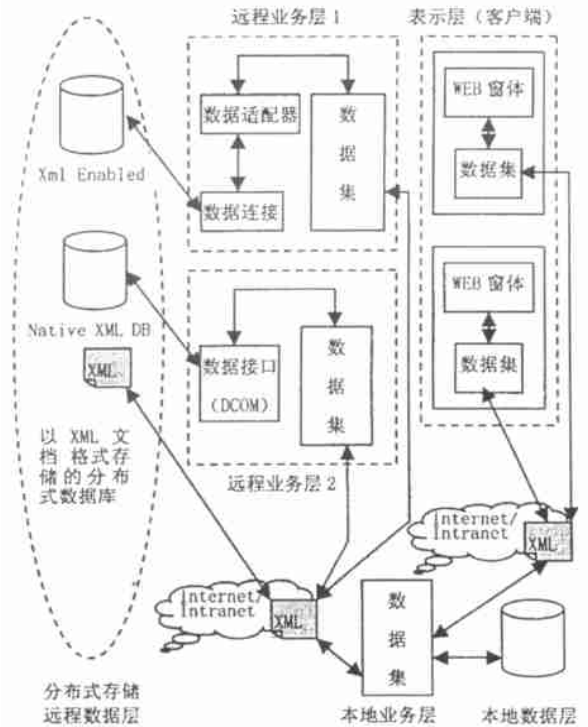 远程业务层 1
表示层（客户端）
Xml Enabled
Native XML DB
XML
以 XML 文
档 格式存
储的分布
式数据库
分布式存储
远程数据层
数据适配器
数据连接
数
据
集
数据接口
(DCOM)
数
据
集
远程业务层 2
WEB 窗体
数据集
WEB 窗体
数据集
Internet/
Intranet
XML
Internet/
Intranet
XML
数
据
集
本地业务层
本地数据层